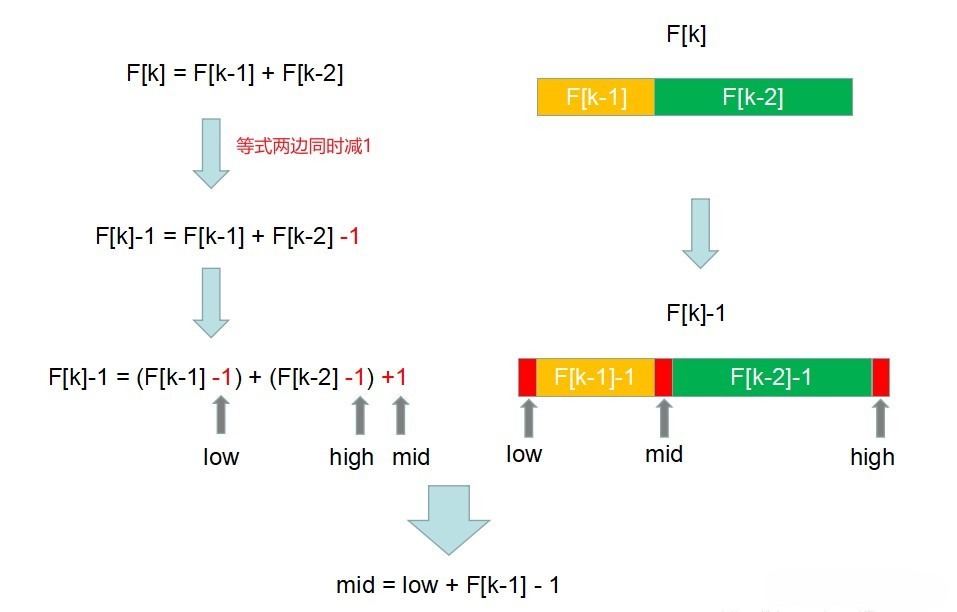 F[k] = F[k-1] + F[k-2]
等式两边同时减1
F[k]-1 = F[k-1] + F[k-2] -1
F[k]-1 = (F[k-1] -1) + (F[k-2] -1) +1
low
high
mid
F[k]
F[k-1]
F[k-2]
F[k]-1
F[k-1]-1
F[k-2]-1
low
mid
high
mid = low + F[k-1] - 1